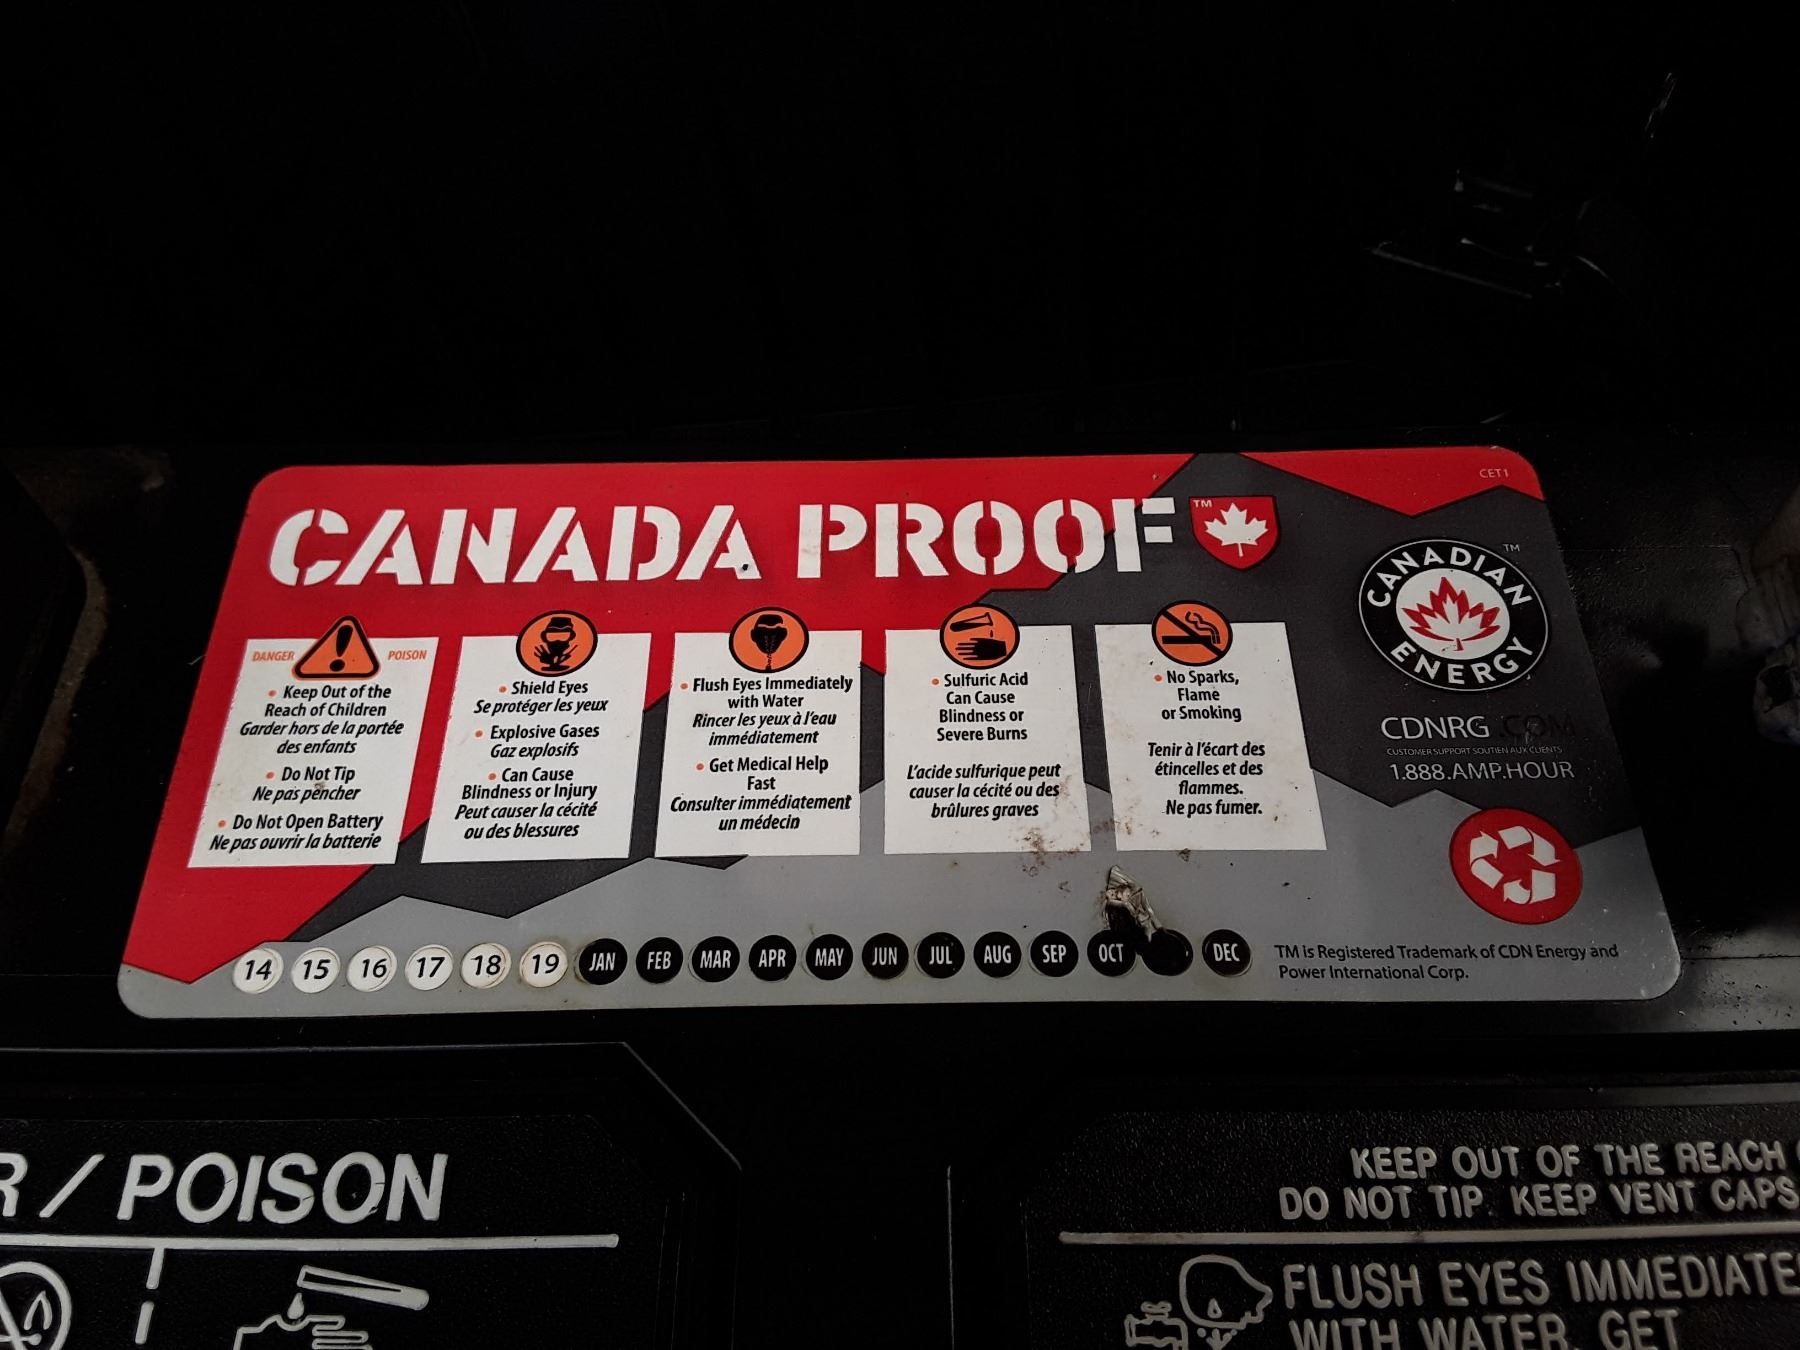 CET1
CANADA PROOF™
CANADIAN ENERGY™
DANGER POISON
• Keep Out of the
Reach of Children
Garder hors de la portée
des enfants
• Do Not Tip
Ne pas pencher
• Do Not Open Battery
Ne pas ouvrir la batterie
• Shield Eyes
Se protéger les yeux
• Explosive Gases
Gaz explosifs
• Can Cause
Blindness or Injury
Peut causer la cécité
ou des blessures
• Flush Eyes Immediately
with Water
Rincer les yeux à l'eau
immédiatement
• Get Medical Help
Fast
Consulter immédiatement
un médecin
• Sulfuric Acid
Can Cause
Blindness or
Severe Burns
L'acide sulfurique peut
causer la cécité ou des
brûlures graves
• No Sparks,
Flame
or Smoking
Tenir à l'écart des
étincelles et des
flammes.
Ne pas fumer.
CDNRG.COM
CUSTOMER SUPPORT SOUTIEN AUX CLIENTS
1.888.AMP.HOUR
14 15 16 17 18 19 JAN FEB MAR APR MAY JUN JUL AUG SEP OCT DEC
TM is Registered Trademark of CDN Energy and
Power International Corp.
R / POISON
KEEP OUT OF THE REACH
DO NOT TIP. KEEP VENT CAPS
FLUSH EYES IMMEDIATE
WITH WATER, GET